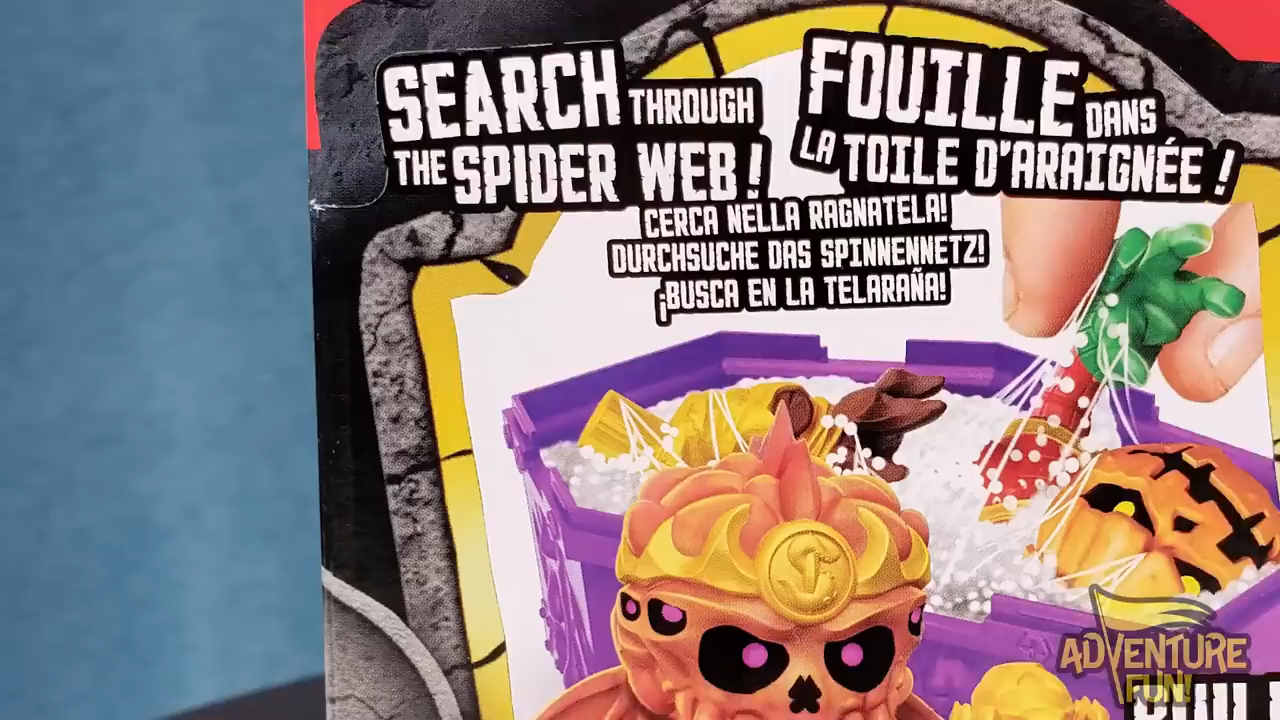 SEARCH THROUGH
THE SPIDER WEB!
FOUILLE DANS
LA TOILE D'ARAIGNÉE !
CERCA NELLA RAGNATELA!
DURCHSUCHE DAS SPINNENNETZ!
¡BUSCA EN LA TELARAÑA!
ADVENTURE
FUN!